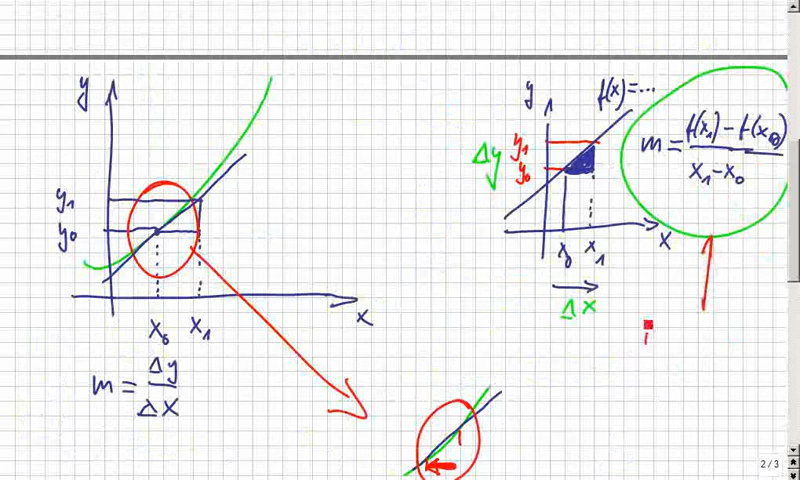 y
y₁
y₀
x₀ x₁
x
m = Δy/Δx
y
f(x)=...
Δy
y₁
y₀
x₀ x₁
x
Δx
m = f(x₁) − f(x₀) / x₁ − x₀
2/3